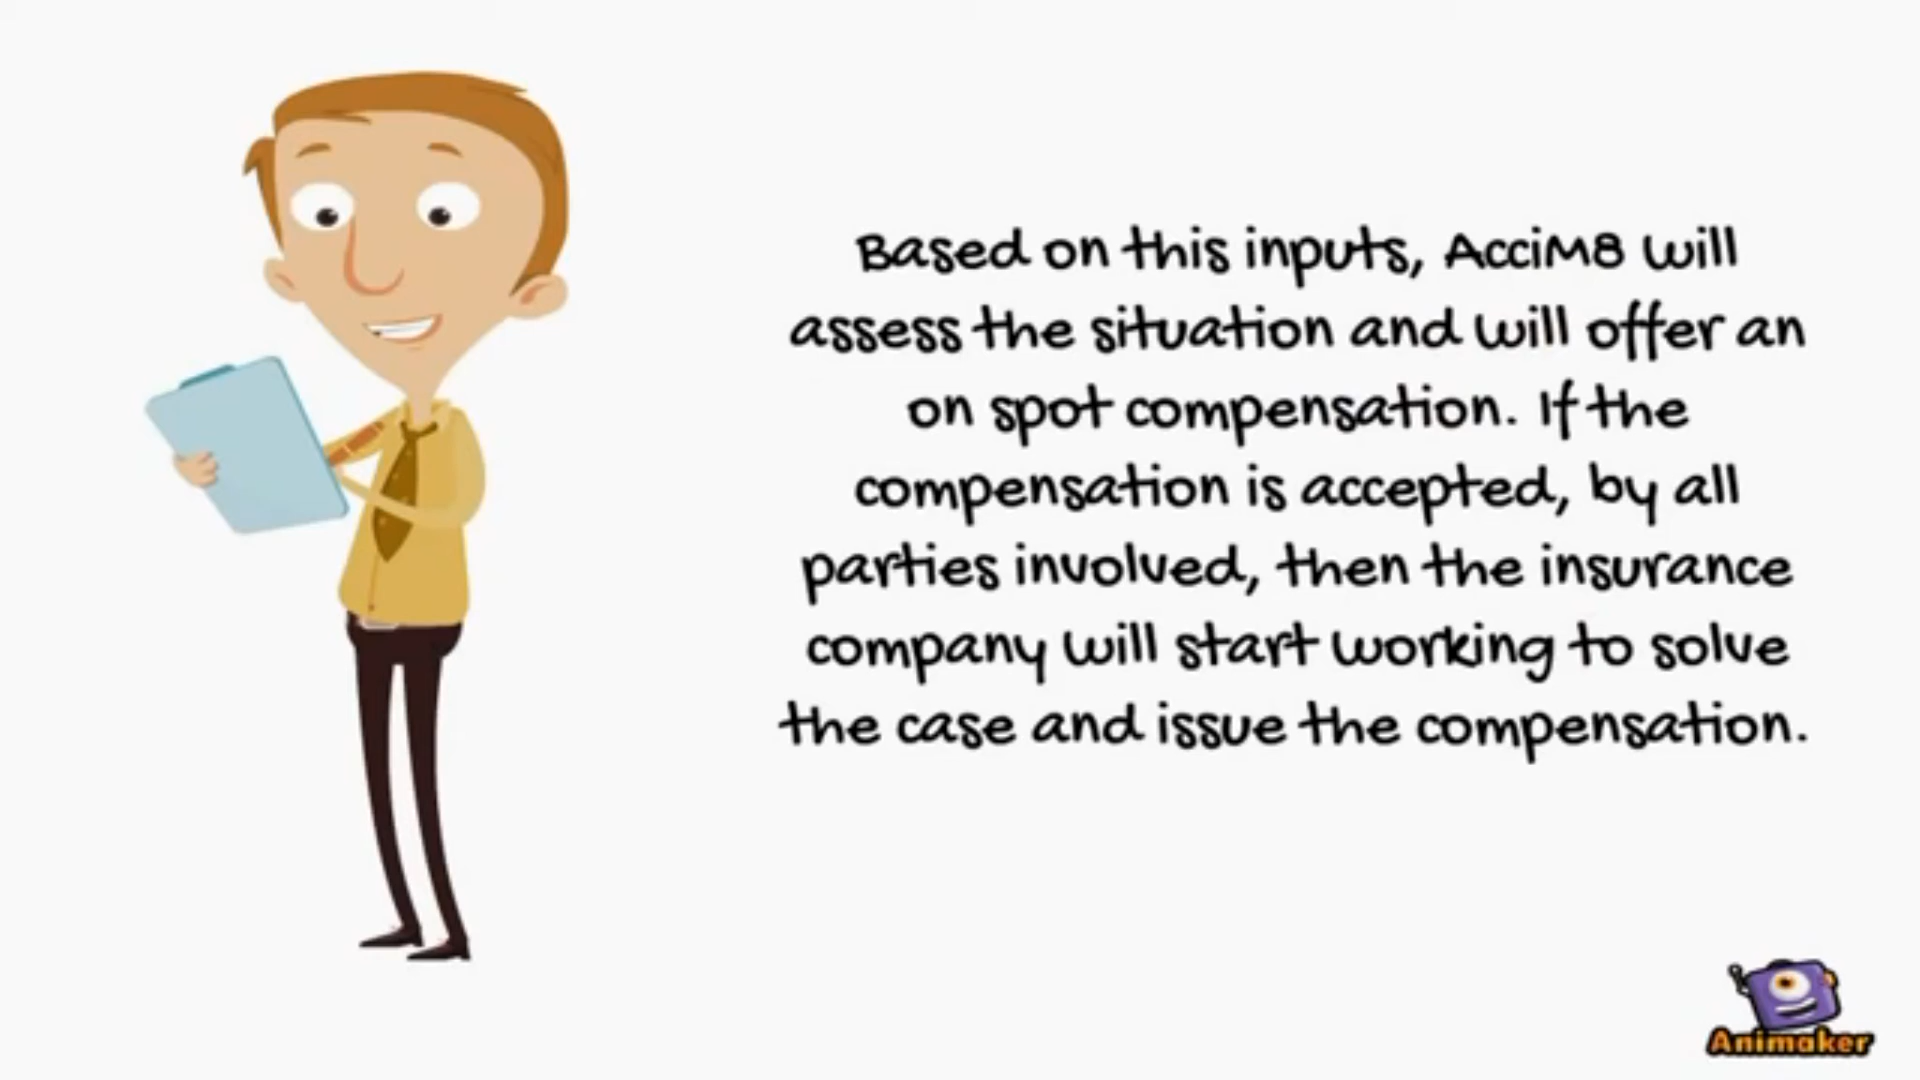 Based on this inputs, AcciM8 will
assess the situation and will offer an
on spot compensation. If the
compensation is accepted, by all
parties involved, then the insurance
company will start working to solve
the case and issue the compensation.
Animaker